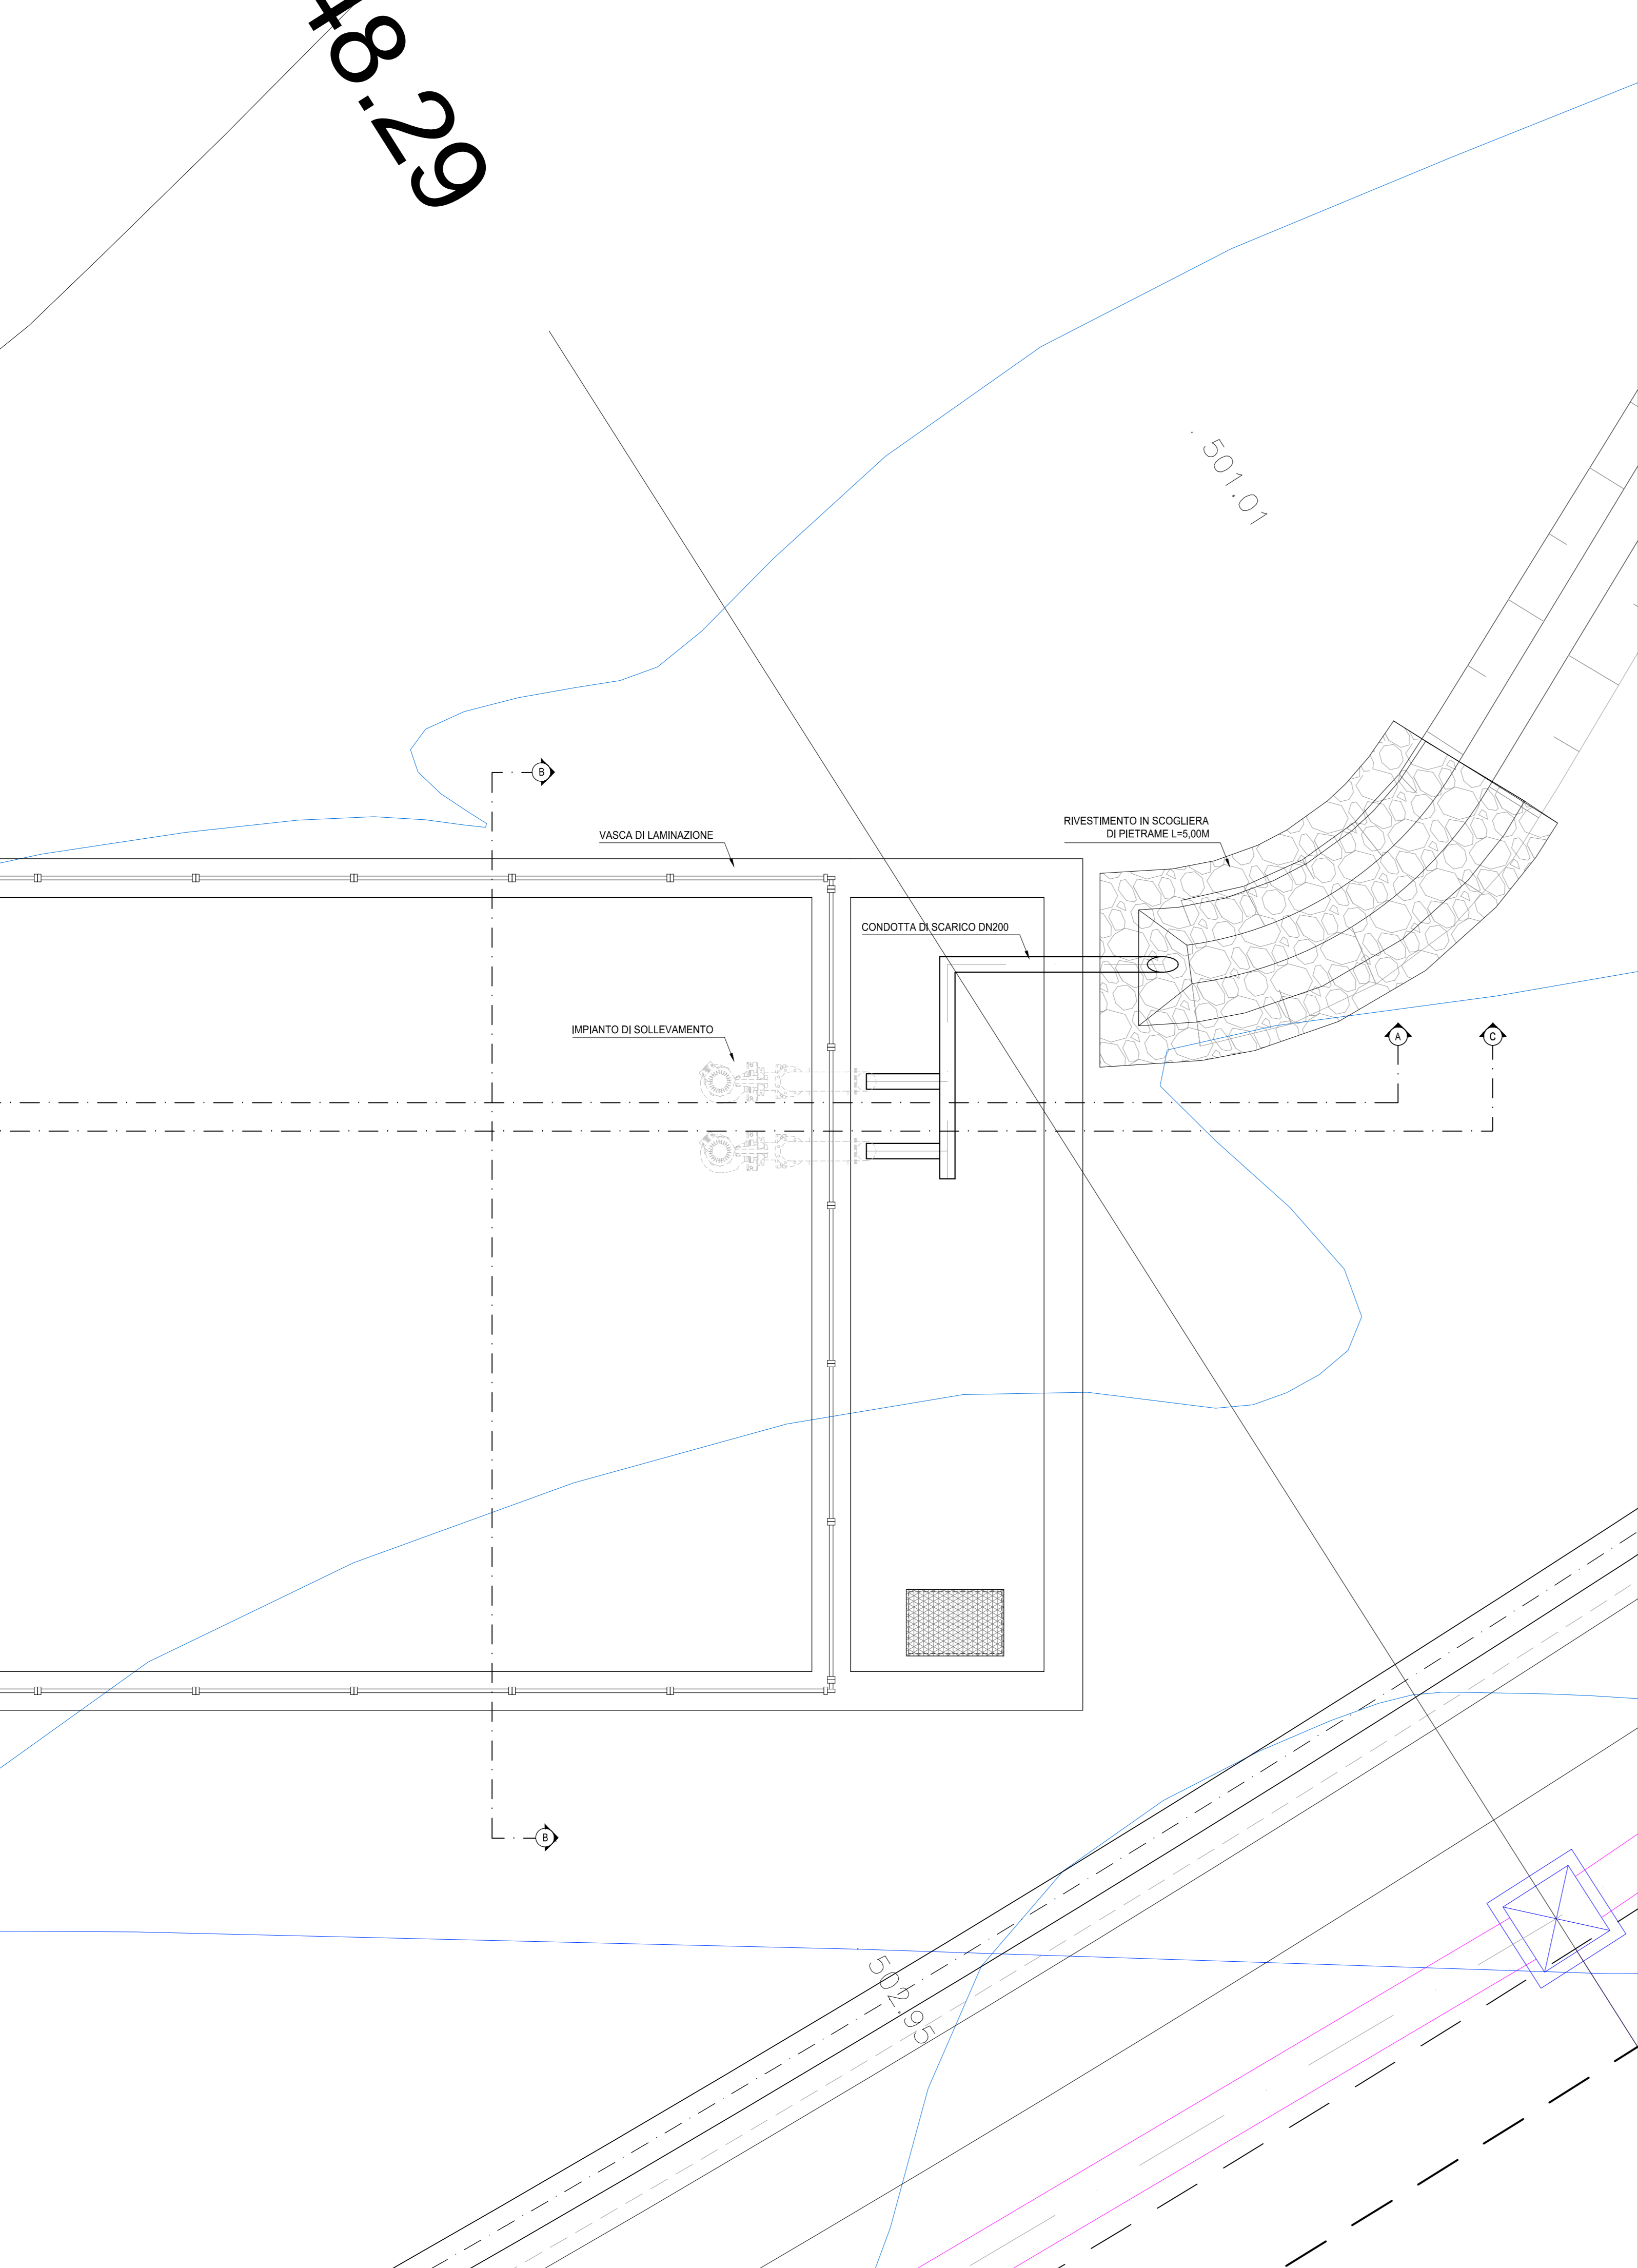 48.29
501.01
B
VASCA DI LAMINAZIONE
RIVESTIMENTO IN SCOGLIERA
DI PIETRAME L=5,00M
CONDOTTA DI SCARICO DN200
IMPIANTO DI SOLLEVAMENTO
A
C
B
502.95